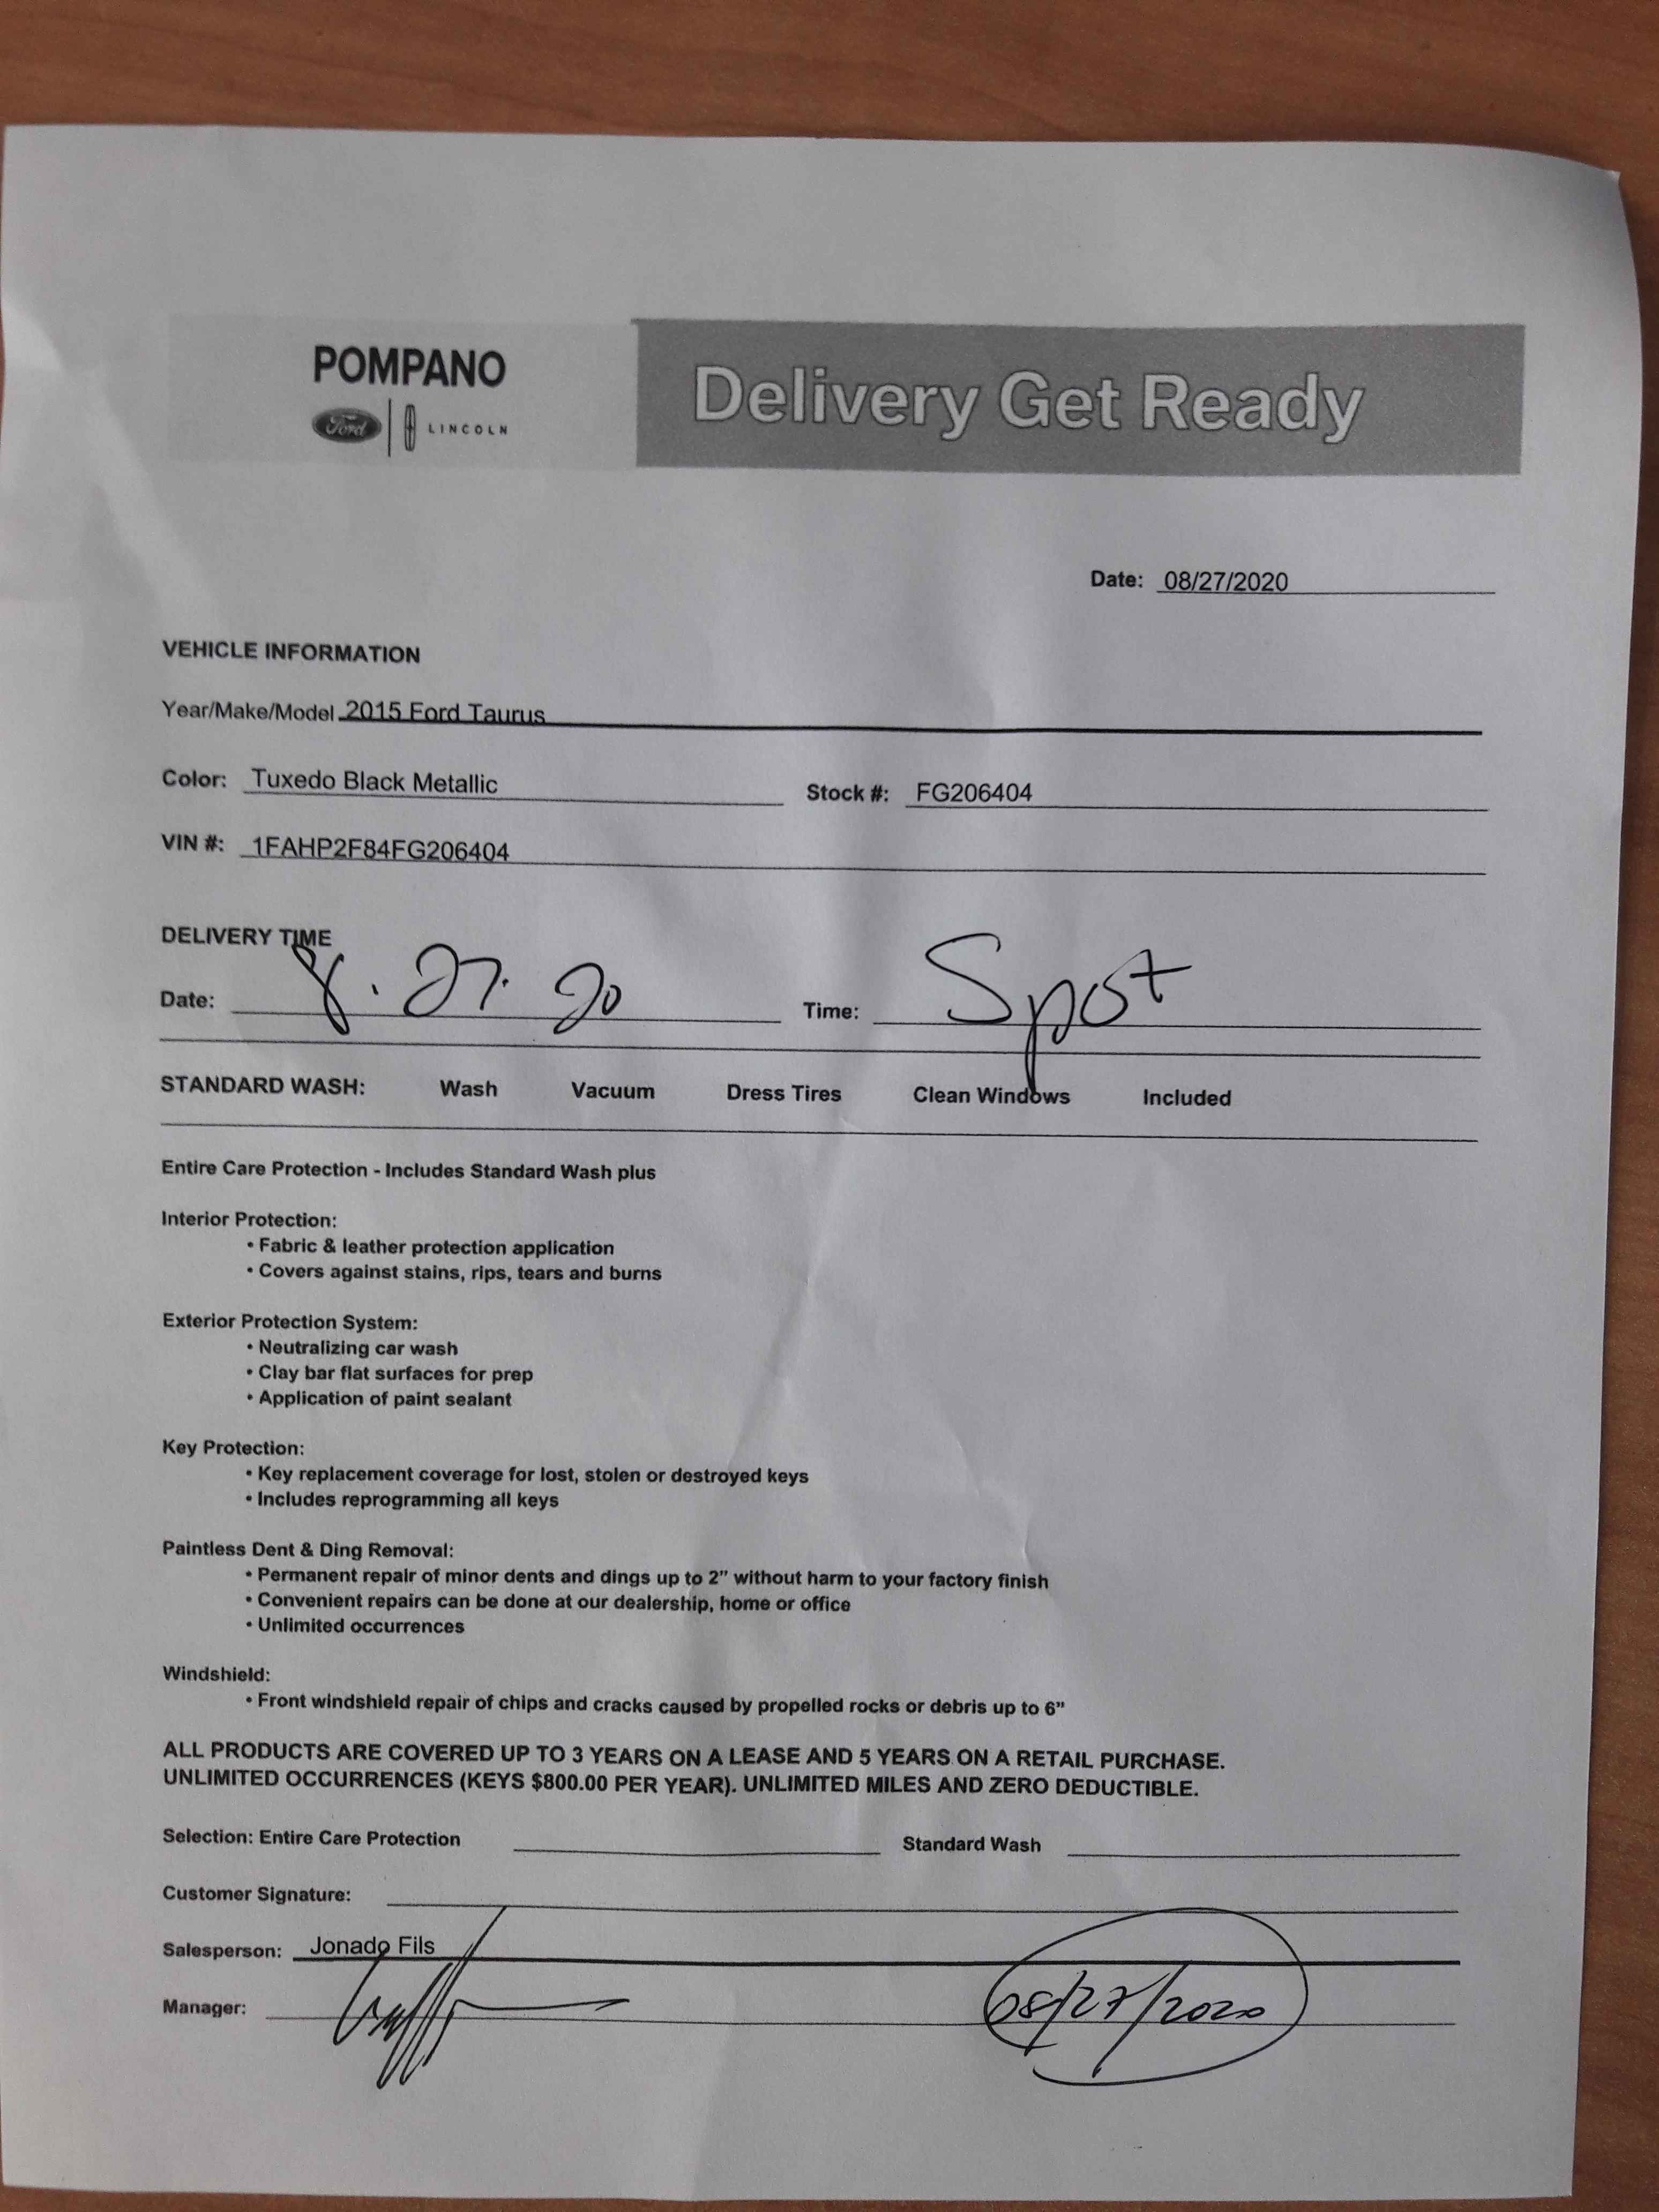 POMPANO
Ford LINCOLN
Delivery Get Ready
Date: 08/27/2020
VEHICLE INFORMATION
Year/Make/Model 2015 Ford Taurus
Color: Tuxedo Black Metallic Stock #: FG206404
VIN #: 1FAHP2F84FG206404
DELIVERY TIME
Date: 8.27.20 Time: Spot
STANDARD WASH: Wash Vacuum Dress Tires Clean Windows Included
Entire Care Protection - Includes Standard Wash plus
Interior Protection:
• Fabric & leather protection application
• Covers against stains, rips, tears and burns
Exterior Protection System:
• Neutralizing car wash
• Clay bar flat surfaces for prep
• Application of paint sealant
Key Protection:
• Key replacement coverage for lost, stolen or destroyed keys
• Includes reprogramming all keys
Paintless Dent & Ding Removal:
• Permanent repair of minor dents and dings up to 2” without harm to your factory finish
• Convenient repairs can be done at our dealership, home or office
• Unlimited occurrences
Windshield:
• Front windshield repair of chips and cracks caused by propelled rocks or debris up to 6”
ALL PRODUCTS ARE COVERED UP TO 3 YEARS ON A LEASE AND 5 YEARS ON A RETAIL PURCHASE.
UNLIMITED OCCURRENCES (KEYS $800.00 PER YEAR). UNLIMITED MILES AND ZERO DEDUCTIBLE.
Selection: Entire Care Protection Standard Wash
Customer Signature:
Salesperson: Jonado Fils
Manager: 08/27/2020